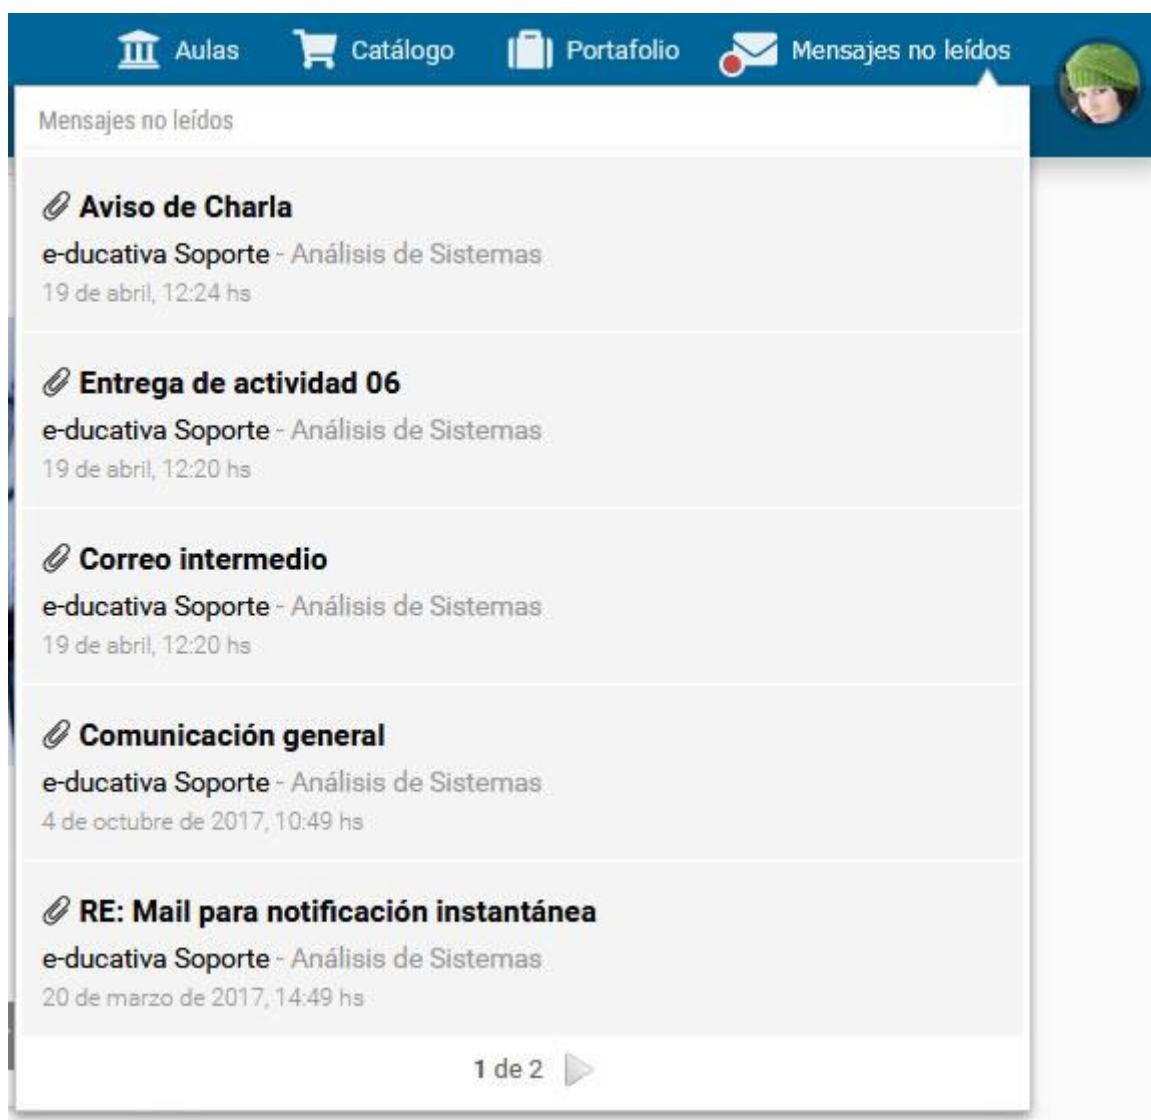 Aulas Catálogo Portafolio Mensajes no leídos
Mensajes no leídos
Aviso de Charla
e-ducativa Soporte - Análisis de Sistemas
19 de abril, 12:24 hs
Entrega de actividad 06
e-ducativa Soporte - Análisis de Sistemas
19 de abril, 12:20 hs
Correo intermedio
e-ducativa Soporte - Análisis de Sistemas
19 de abril, 12:20 hs
Comunicación general
e-ducativa Soporte - Análisis de Sistemas
4 de octubre de 2017, 10:49 hs
RE: Mail para notificación instantánea
e-ducativa Soporte - Análisis de Sistemas
20 de marzo de 2017, 14:49 hs
1 de 2